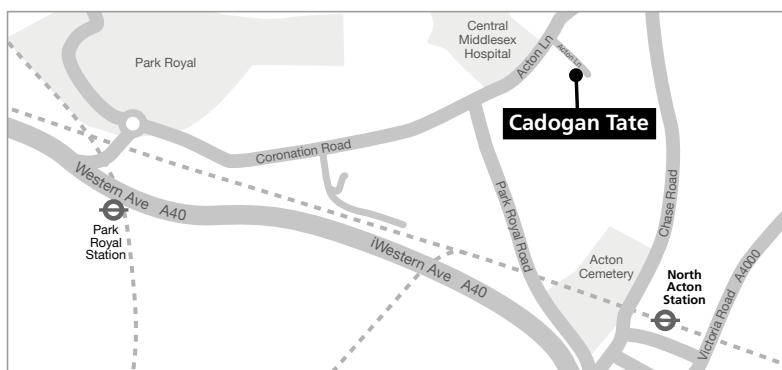 Central
Middlesex
Hospital
Park Royal
Acton Ln
Acton Ln
Cadogan Tate
Coronation Road
Western Ave A40
Park
Royal
Station
iWestern Ave A40
Park Royal Road
Chase Road
Acton
Cemetery
North
Acton
Station
Victoria Road A4000